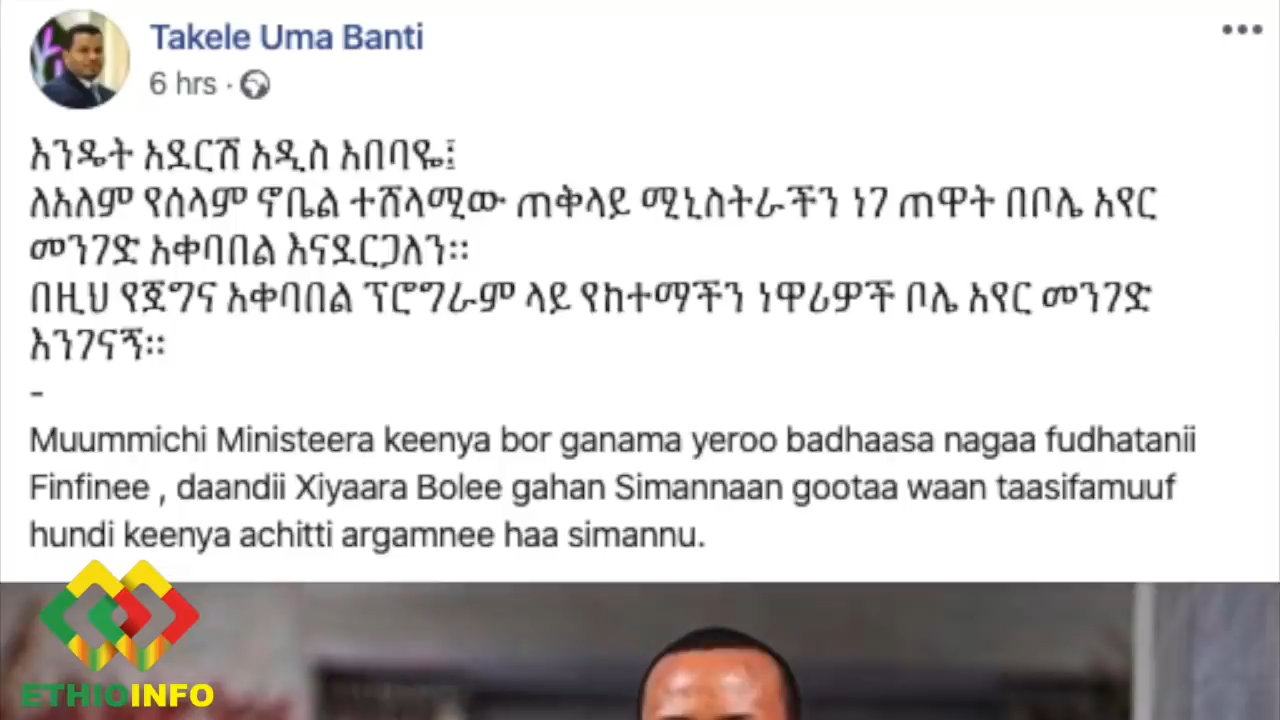 Takele Uma Banti
6 hrs ·
እንዴት አደርሽ አዲስ አበባዬ፤
ለአለም የሰላም ኖቤል ተሸላሚው ጠቅላይ ሚኒስትራችን ነገ ጠዋት በቦሌ አየር
መንገድ አቀባበል እናደርጋለን።
በዚህ የጀግና አቀባበል ፕሮግራም ላይ የከተማችን ነዋሪዎች ቦሌ አየር መንገድ
እንገናኝ።
-
Muummichi Ministeera keenya bor ganama yeroo badhaasa nagaa fudhatanii
Finfinee , daandii Xiyaara Bolee gahan Simannaan gootaa waan taasifamuuf
hundi keenya achitti argamnee haa simannu.
ETHIOINFO